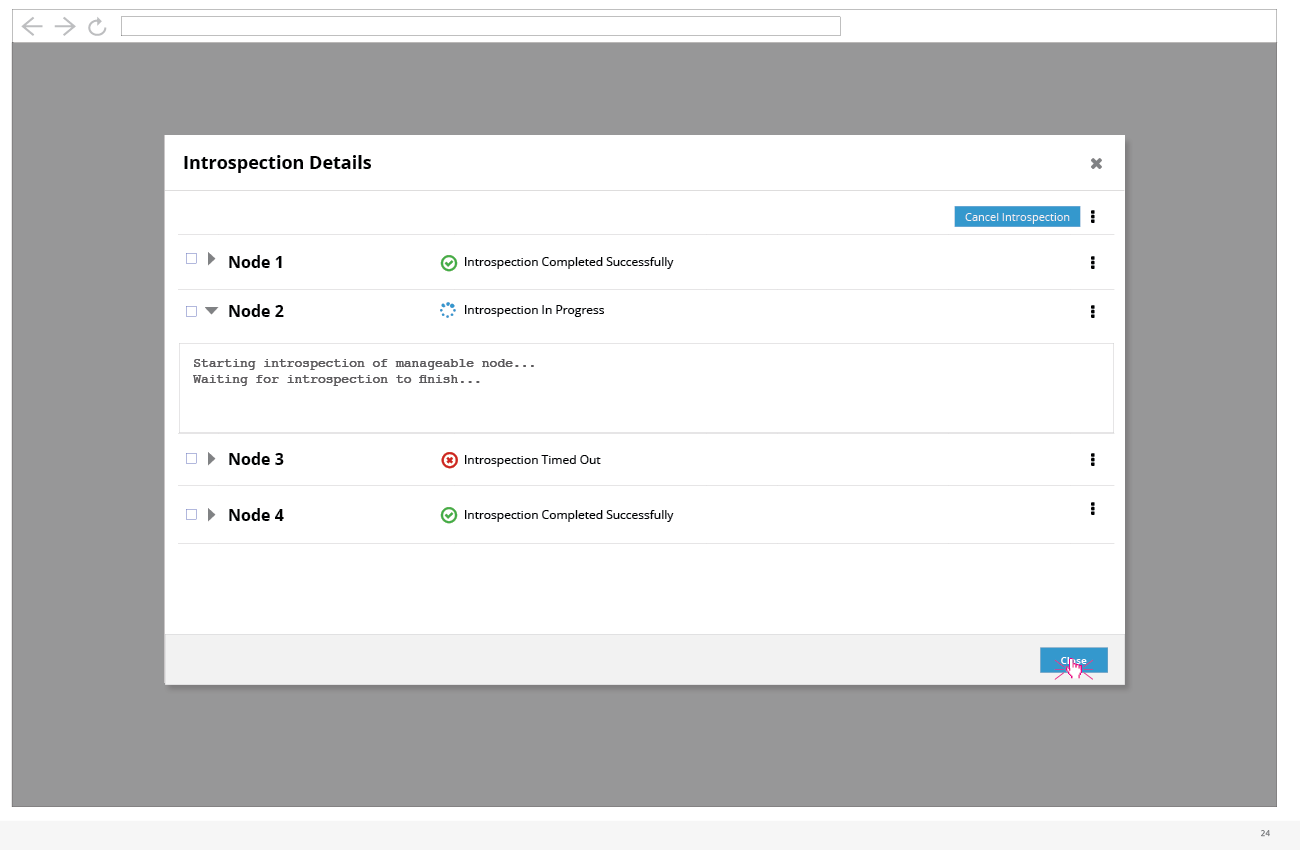 Introspection Details
Cancel Introspection
Node 1 Introspection Completed Successfully
Node 2 Introspection In Progress
Starting introspection of manageable node...
Waiting for introspection to finish...
Node 3 Introspection Timed Out
Node 4 Introspection Completed Successfully
Close
24